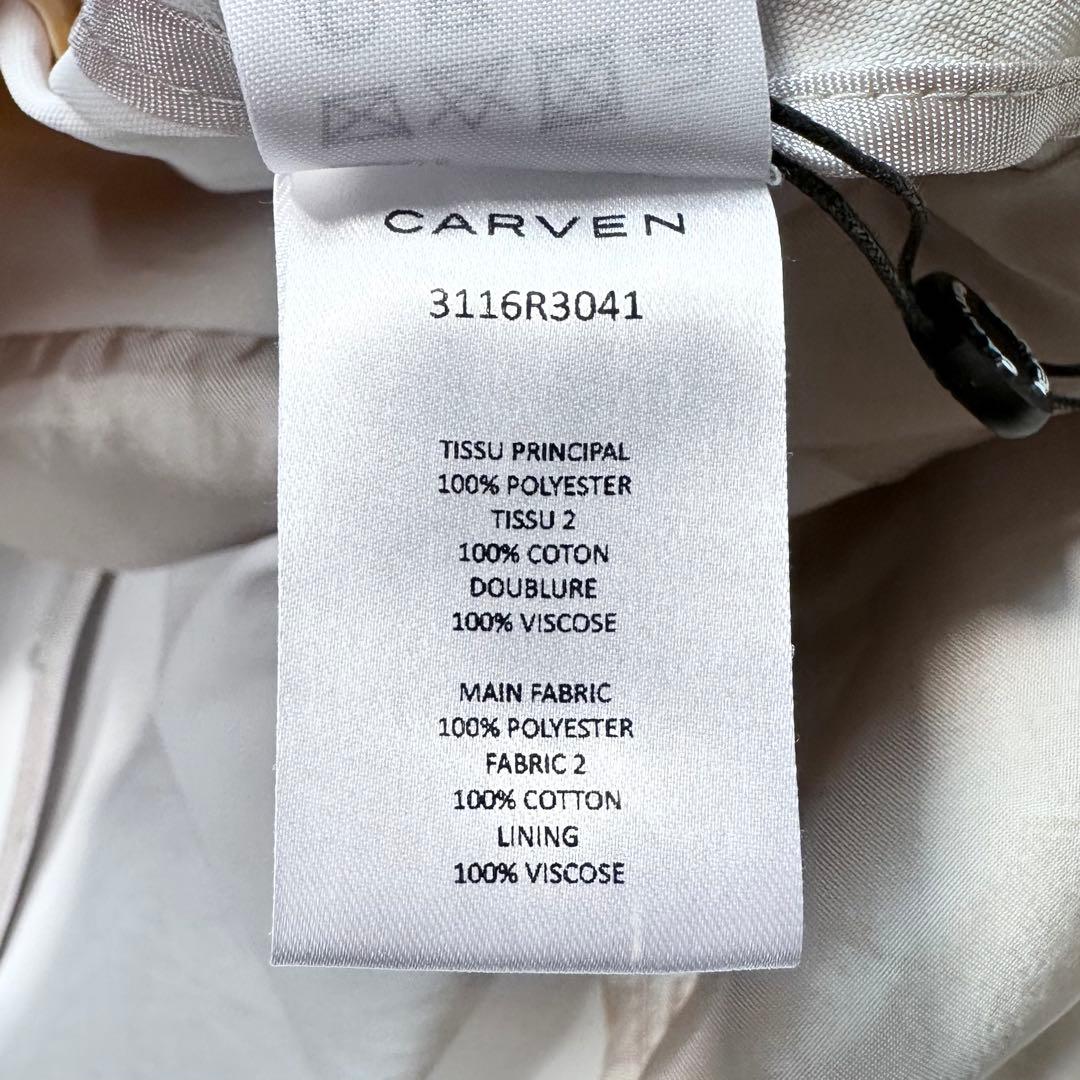 CARVEN
3116R3041
TISSU PRINCIPAL
100% POLYESTER
TISSU 2
100% COTON
DOUBLURE
100% VISCOSE
MAIN FABRIC
100% POLYESTER
FABRIC 2
100% COTTON
LINING
100% VISCOSE